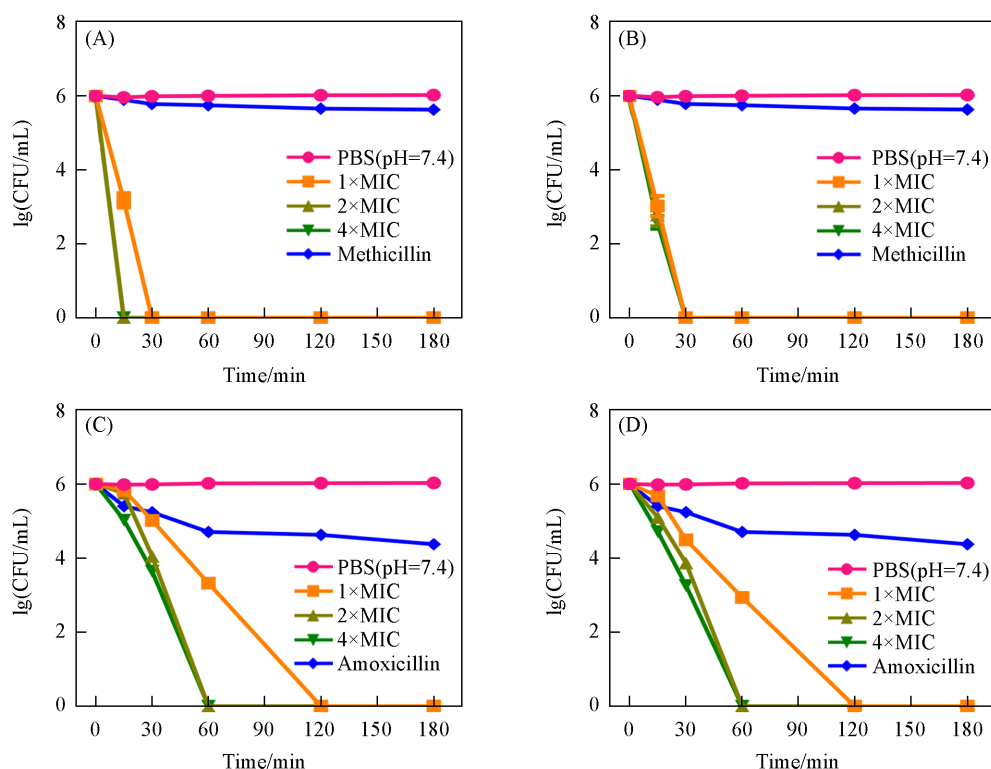 (A)
8
6
4
2
0
lg(CFU/mL)
PBS(pH=7.4)
1×MIC
2×MIC
4×MIC
Methicillin
0 30 60 90 120 150 180
Time/min
(B)
8
6
4
2
0
lg(CFU/mL)
PBS(pH=7.4)
1×MIC
2×MIC
4×MIC
Methicillin
0 30 60 90 120 150 180
Time/min
(C)
8
6
4
2
0
lg(CFU/mL)
PBS(pH=7.4)
1×MIC
2×MIC
4×MIC
Amoxicillin
0 30 60 90 120 150 180
Time/min
(D)
8
6
4
2
0
lg(CFU/mL)
PBS(pH=7.4)
1×MIC
2×MIC
4×MIC
Amoxicillin
0 30 60 90 120 150 180
Time/min